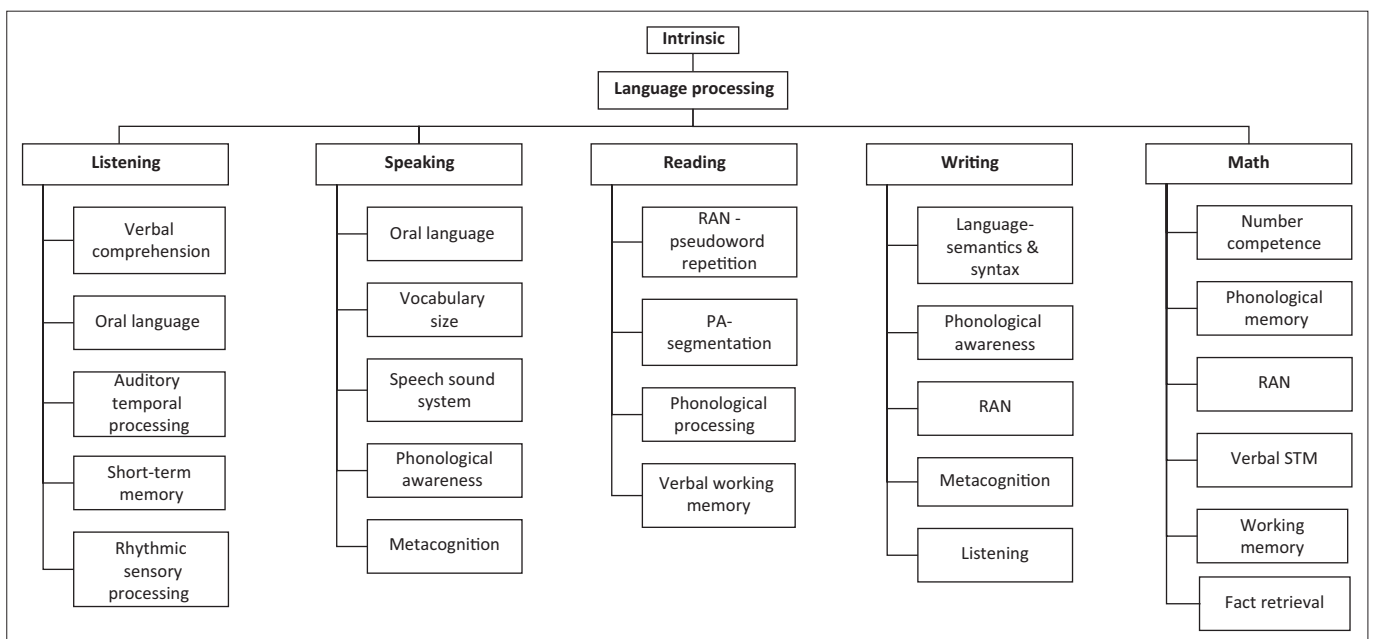 Intrinsic
Language processing
Listening
Verbal
comprehension
Oral language
Auditory
temporal
processing
Short-term
memory
Rhythmic
sensory
processing
Speaking
Oral language
Vocabulary
size
Speech sound
system
Phonological
awareness
Metacognition
Reading
RAN -
pseudoword
repetition
PA-
segmentation
Phonological
processing
Verbal working
memory
Writing
Language-
semantics &
syntax
Phonological
awareness
RAN
Metacognition
Listening
Math
Number
competence
Phonological
memory
RAN
Verbal STM
Working
memory
Fact retrieval